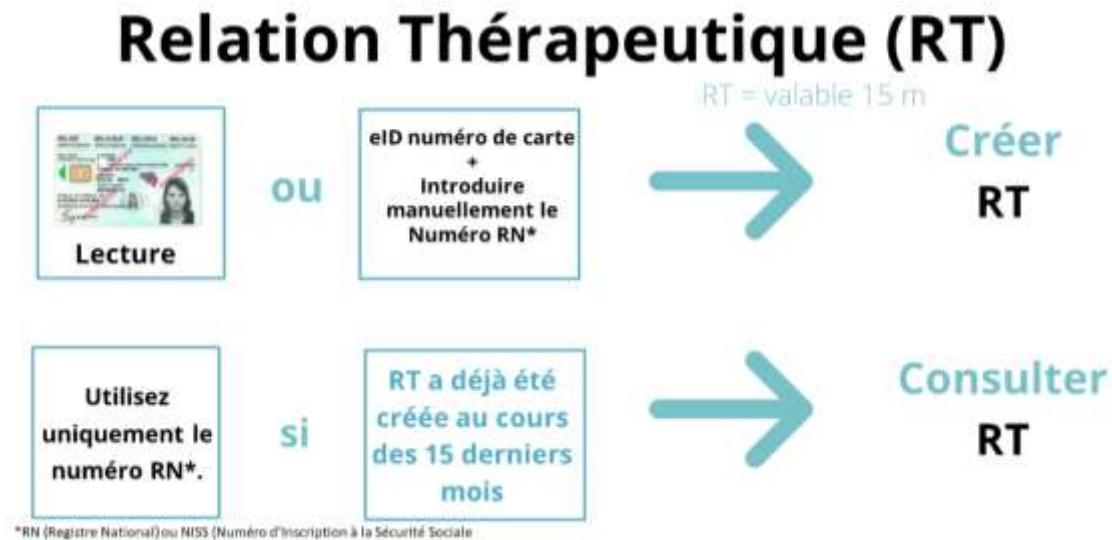 Relation Thérapeutique (RT)
RT = valable 15 m
Lecture
ou
eID numéro de carte
+
Introduire
manuellement le
Numéro RN*
Créer
RT
Utilisez
uniquement le
numéro RN*.
si
RT a déjà été
créée au cours
des 15 derniers
mois
Consulter
RT
*RN (Registre National) ou NISS (Numéro d'Inscription à la Sécurité Sociale